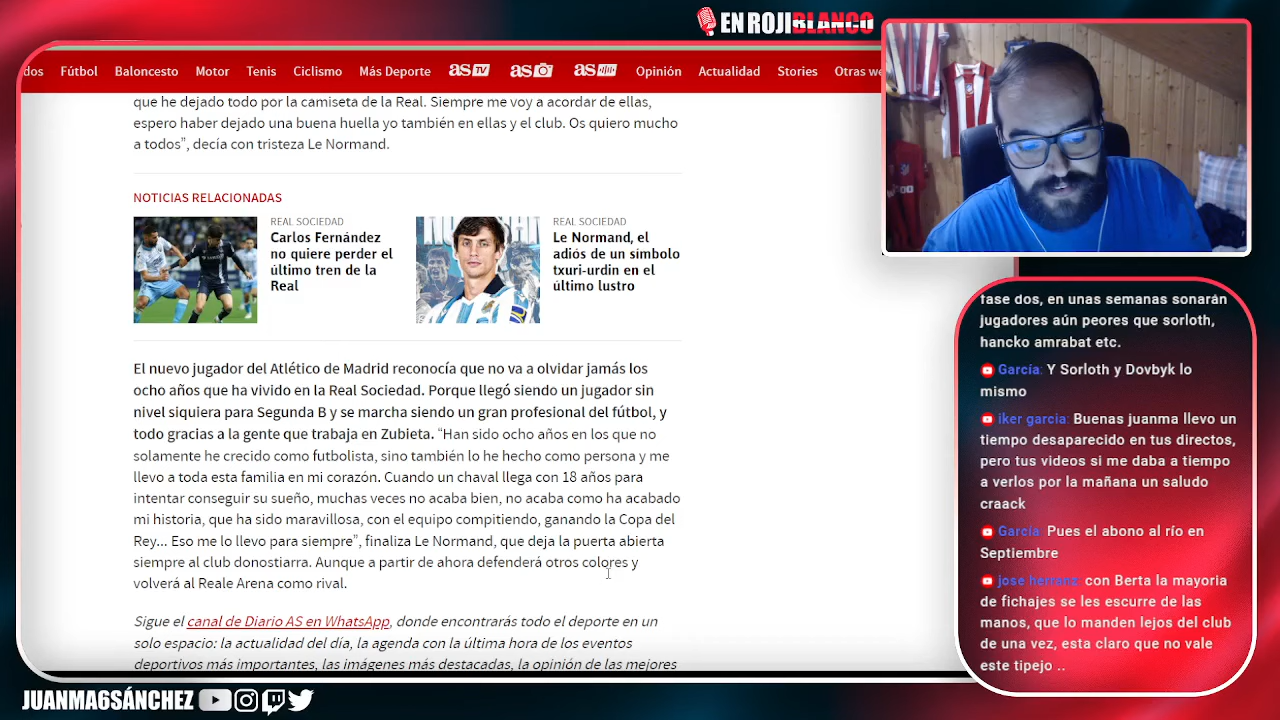 EN ROJIBLANCO
dos Fútbol Baloncesto Motor Tenis Ciclismo Más Deporte as TV as as Opinión Actualidad Stories Otras we
que he dejado todo por la camiseta de la Real. Siempre me voy a acordar de ellas,
espero haber dejado una buena huella yo también en ellas y el club. Os quiero mucho
a todos”, decía con tristeza Le Normand.
NOTICIAS RELACIONADAS
REAL SOCIEDAD
Carlos Fernández
no quiere perder el
último tren de la
Real
REAL SOCIEDAD
Le Normand, el
adiós de un símbolo
txuri-urdin en el
último lustro
El nuevo jugador del Atlético de Madrid reconocía que no va a olvidar jamás los
ocho años que ha vivido en la Real Sociedad. Porque llegó siendo un jugador sin
nivel siquiera para Segunda B y se marcha siendo un gran profesional del fútbol, y
todo gracias a la gente que trabaja en Zubieta. “Han sido ocho años en los que no
solamente he crecido como futbolista, sino también lo he hecho como persona y me
llevo a toda esta familia en mi corazón. Cuando un chaval llega con 18 años para
intentar conseguir su sueño, muchas veces no acaba bien, no acaba como ha acabado
mi historia, que ha sido maravillosa, con el equipo compitiendo, ganando la Copa del
Rey... Eso me lo llevo para siempre”, finaliza Le Normand, que deja la puerta abierta
siempre al club donostiarra. Aunque a partir de ahora defenderá otros colores y
volverá al Reale Arena como rival.
Sigue el canal de Diario AS en WhatsApp, donde encontrarás todo el deporte en un
solo espacio: la actualidad del día, la agenda con la última hora de los eventos
deportivos más importantes, las imágenes más destacadas, la opinión de las mejores
fase dos, en unas semanas sonarán
jugadores aún peores que sorloth,
hancko amrabat etc.
García: Y Sorloth y Dovbyk lo
mismo
iker garcia: Buenas juanma llevo un
tiempo desaparecido en tus directos,
pero tus videos si me daba a tiempo
a verlos por la mañana un saludo
craack
García: Pues el abono al río en
Septiembre
jose herranz: con Berta la mayoria
de fichajes se les escurre de las
manos, que lo manden lejos del club
de una vez, esta claro que no vale
este tipejo ..
JUANMA6SÁNCHEZ